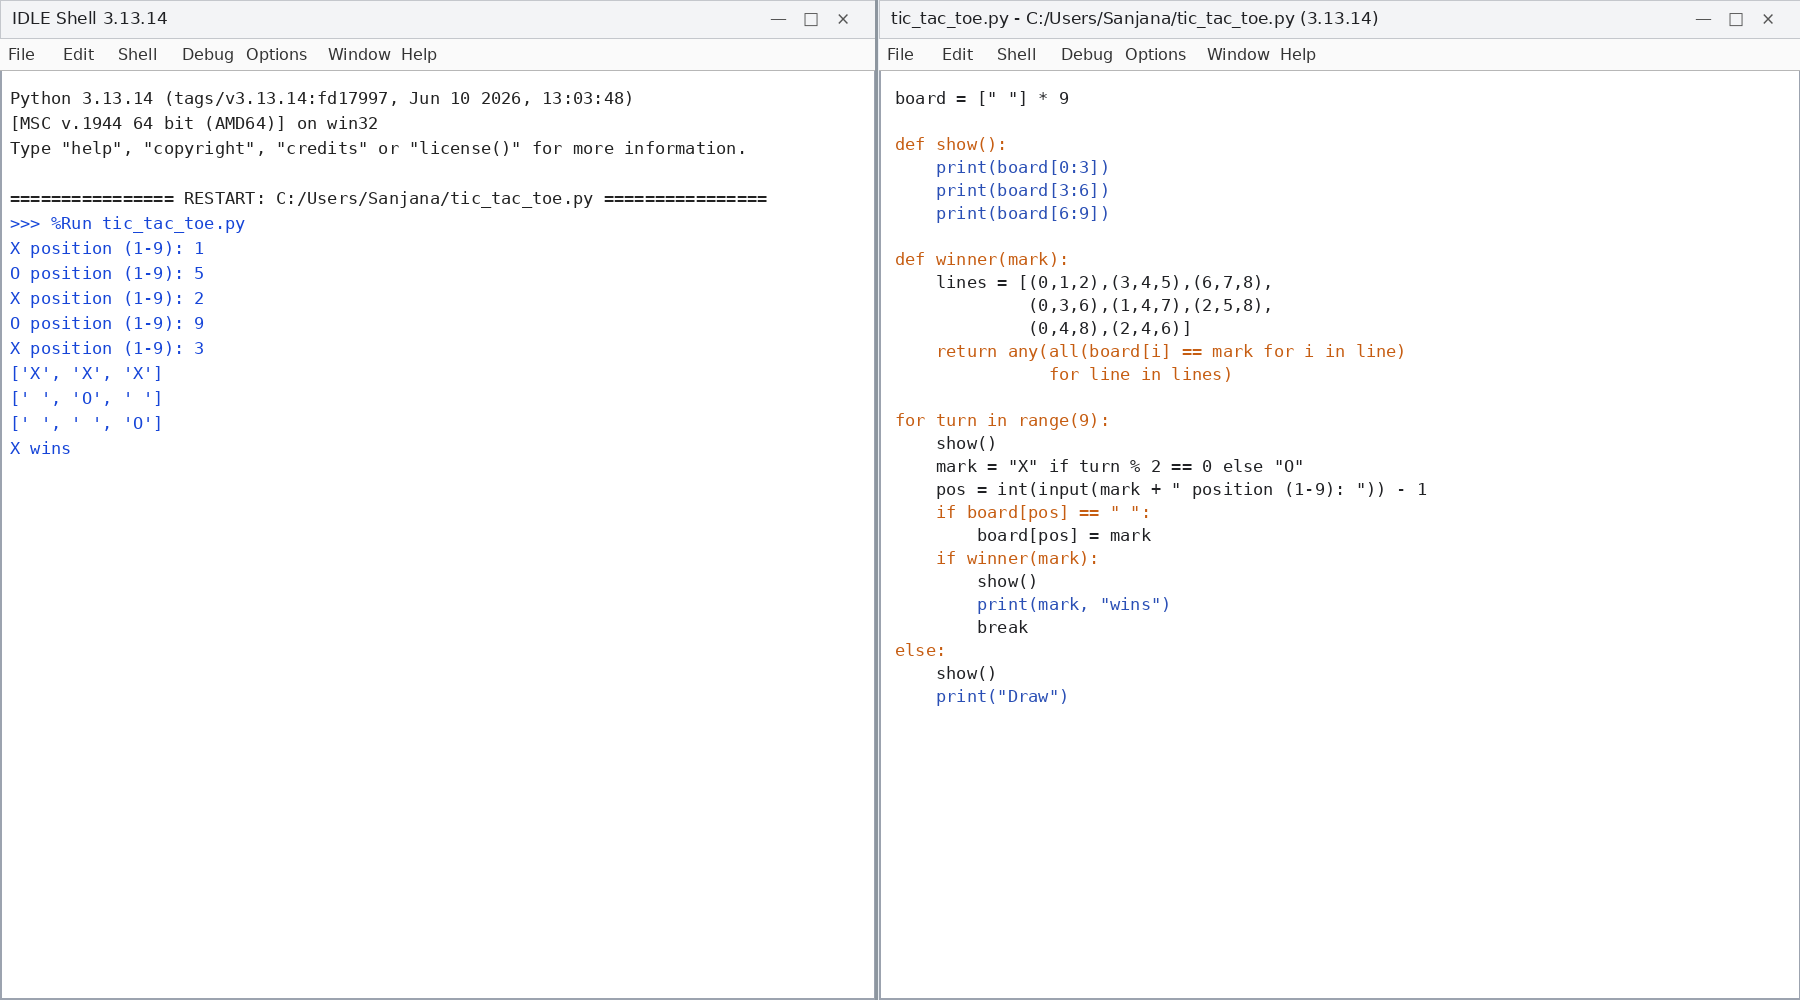 IDLE Shell 3.13.14
File Edit Shell Debug Options Window Help
Python 3.13.14 (tags/v3.13.14:fd17997, Jun 10 2026, 13:03:48)
[MSC v.1944 64 bit (AMD64)] on win32
Type "help", "copyright", "credits" or "license()" for more information.
================ RESTART: C:/Users/Sanjana/tic_tac_toe.py ================
>>> %Run tic_tac_toe.py
X position (1-9): 1
O position (1-9): 5
X position (1-9): 2
O position (1-9): 9
X position (1-9): 3
['X', 'X', 'X']
[' ', 'O', ' ']
[' ', ' ', 'O']
X wins
tic_tac_toe.py - C:/Users/Sanjana/tic_tac_toe.py (3.13.14)
File Edit Shell Debug Options Window Help
board = [" "] * 9

def show():
    print(board[0:3])
    print(board[3:6])
    print(board[6:9])

def winner(mark):
    lines = [(0,1,2),(3,4,5),(6,7,8),
             (0,3,6),(1,4,7),(2,5,8),
             (0,4,8),(2,4,6)]
    return any(all(board[i] == mark for i in line)
               for line in lines)

for turn in range(9):
    show()
    mark = "X" if turn % 2 == 0 else "O"
    pos = int(input(mark + " position (1-9): ")) - 1
    if board[pos] == " ":
        board[pos] = mark
    if winner(mark):
        show()
        print(mark, "wins")
        break
else:
    show()
    print("Draw")